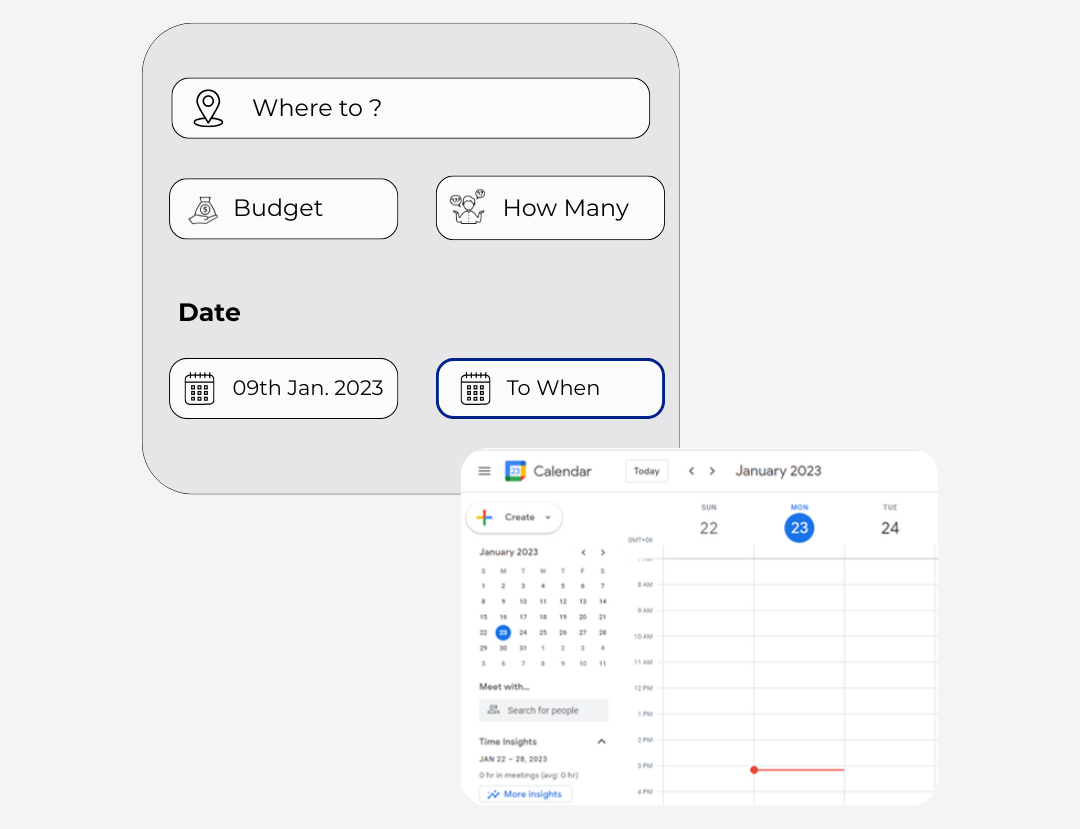 Where to ?
Budget
How Many
Date
09th Jan. 2023
To When
23 Calendar Today January 2023
Create
SUN MON TUE
22 23 24
GMT+06
January 2023
S M T W T F S
1 2 3 4 5 6 7
8 9 10 11 12 13 14
15 16 17 18 19 20 21
22 23 24 25 26 27 28
29 30 31 1 2 3 4
5 6 7 8 9 10 11
8 AM
9 AM
10 AM
11 AM
12 PM
1 PM
2 PM
3 PM
4 PM
Meet with...
Search for people
Time Insights
JAN 22 – 28, 2023
0 hr in meetings (avg: 0 hr)
More insights